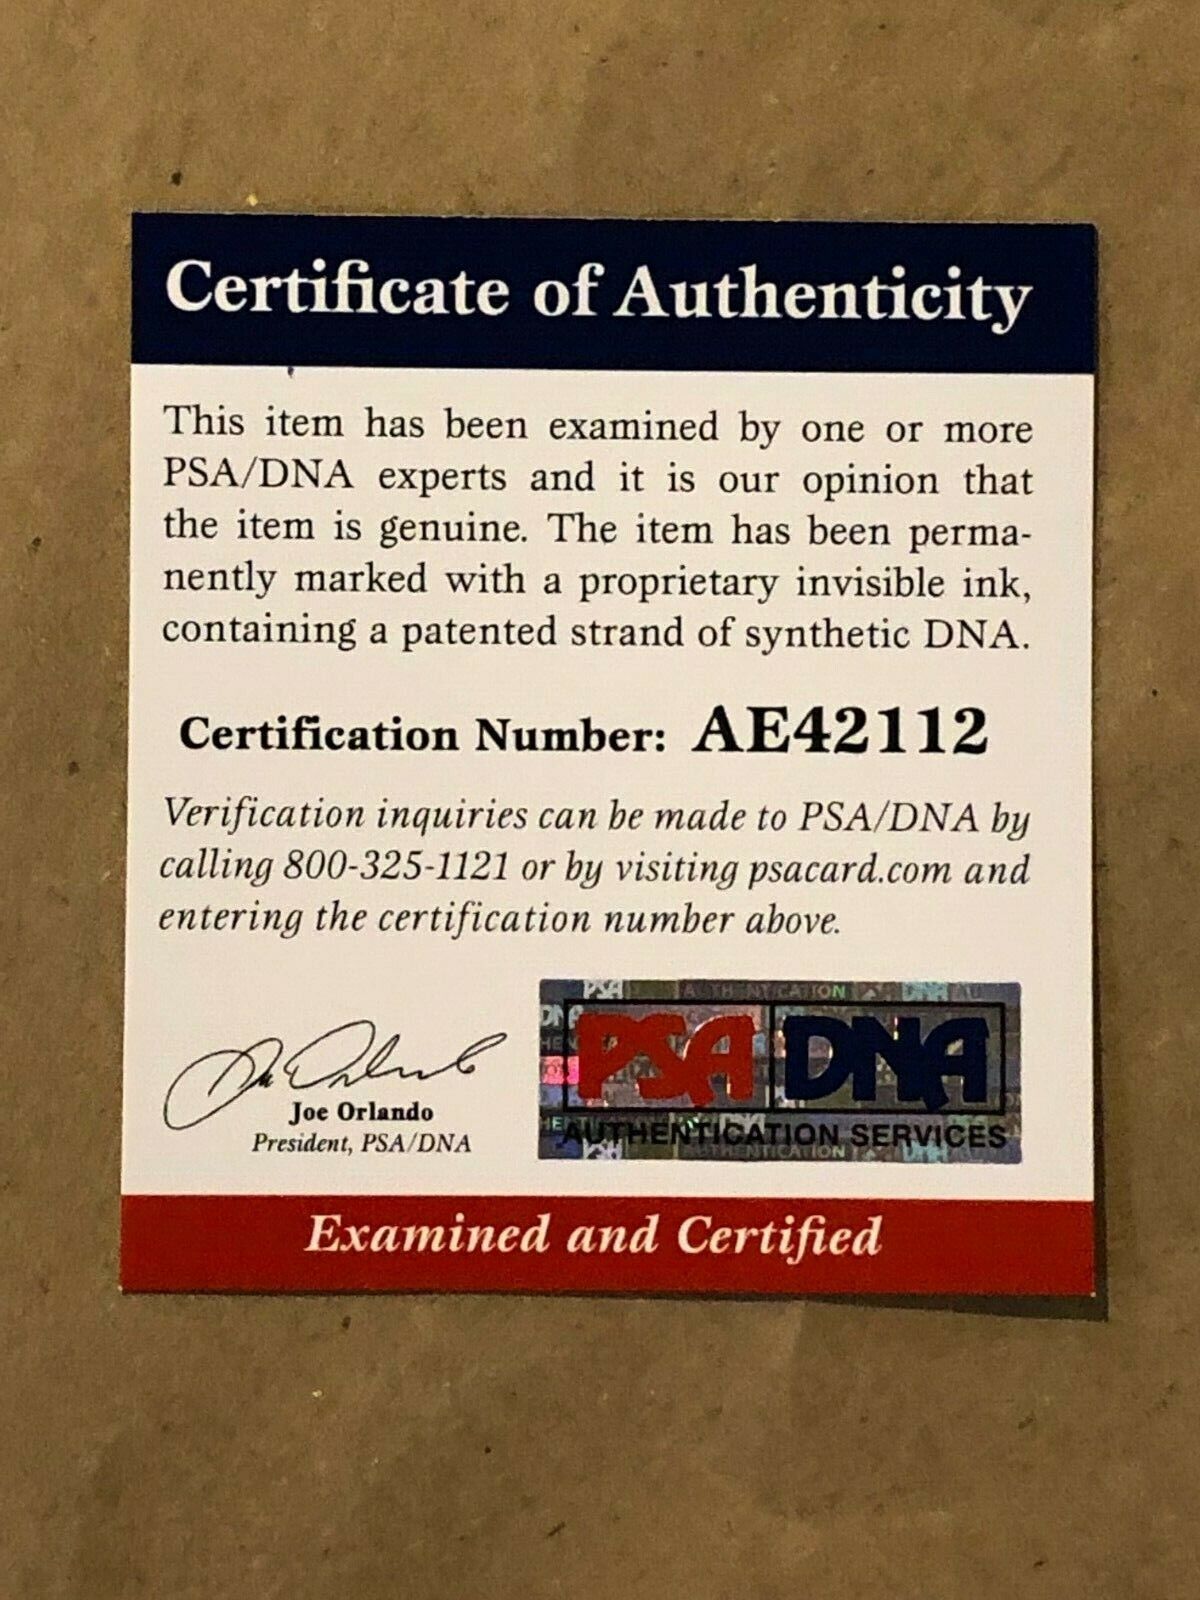 Certificate of Authenticity
This item has been examined by one or more
PSA/DNA experts and it is our opinion that
the item is genuine. The item has been perma-
nently marked with a proprietary invisible ink,
containing a patented strand of synthetic DNA.
Certification Number: AE42112
Verification inquiries can be made to PSA/DNA by
calling 800-325-1121 or by visiting psacard.com and
entering the certification number above.
Joe Orlando
President, PSA/DNA
PSA DNA
AUTHENTICATION SERVICES
Examined and Certified